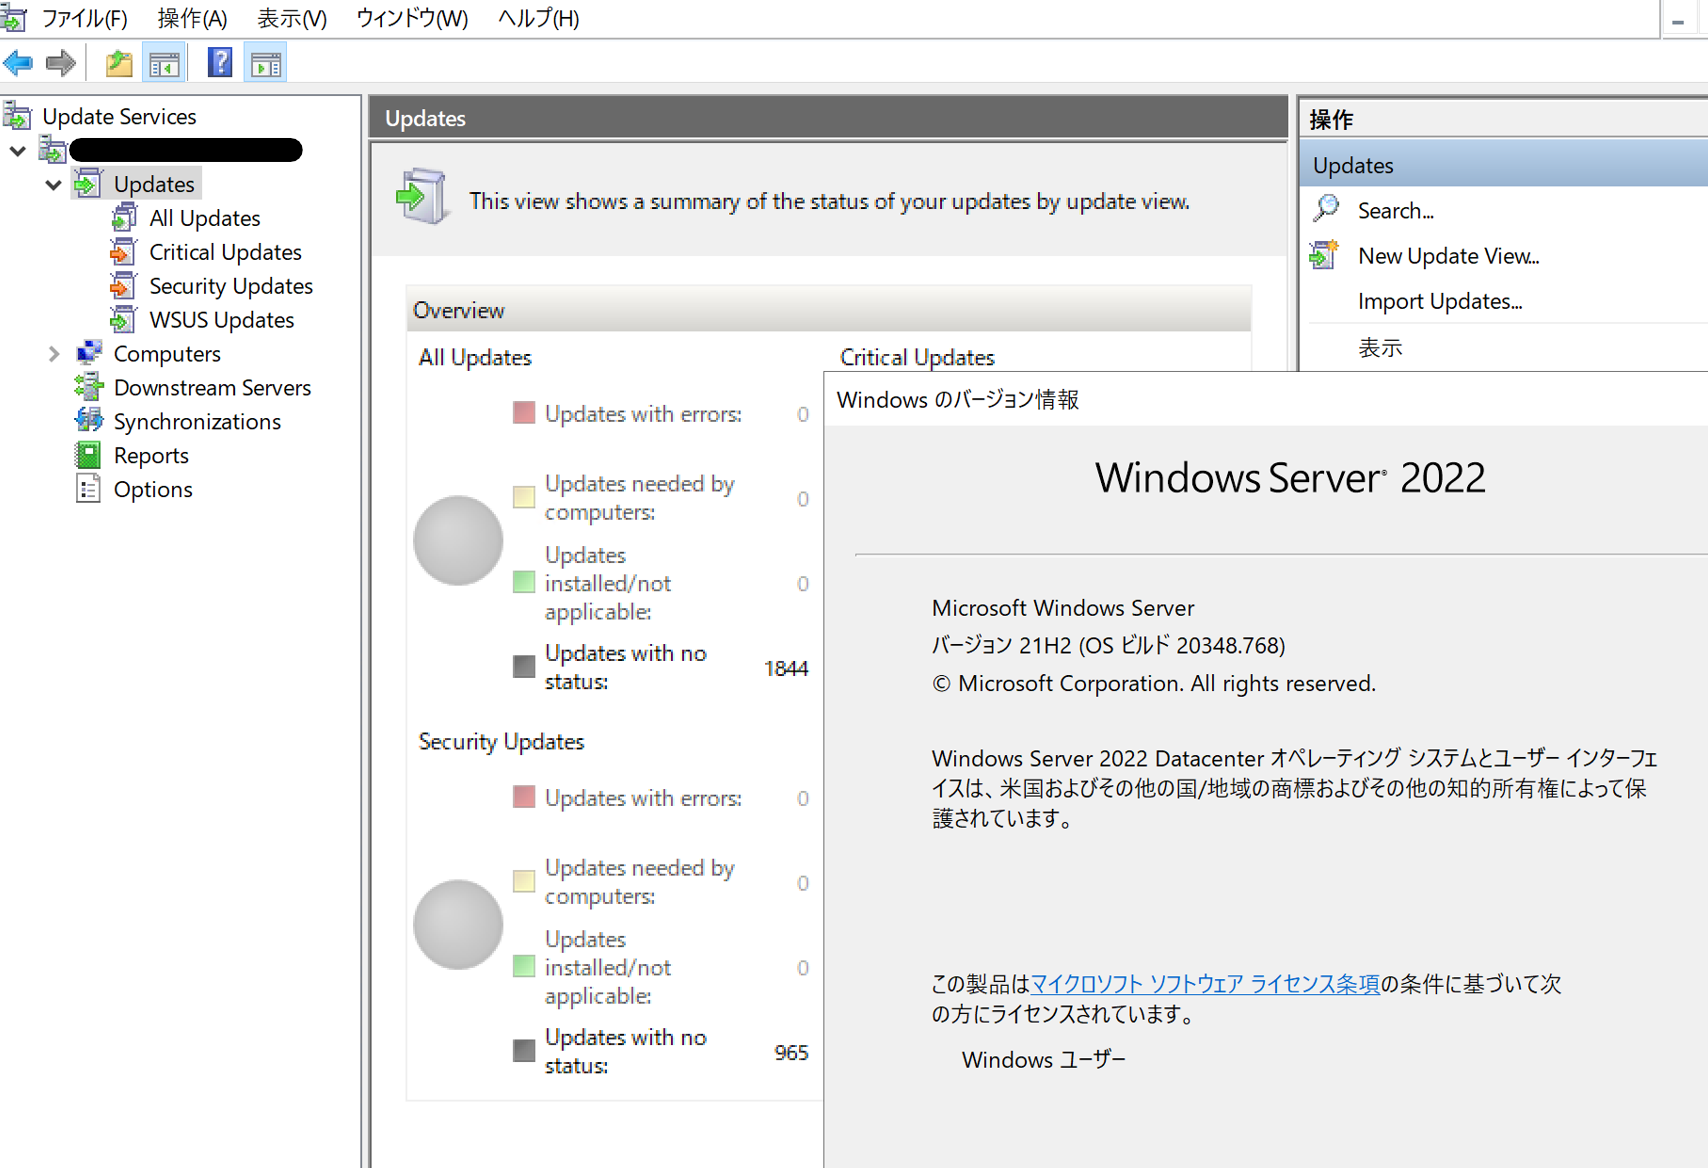 ファイル(F) 操作(A) 表示(V) ウィンドウ(W) ヘルプ(H)
Update Services
Updates
All Updates
Critical Updates
Security Updates
WSUS Updates
Computers
Downstream Servers
Synchronizations
Reports
Options
Updates
This view shows a summary of the status of your updates by update view.
Overview
All Updates
Updates with errors: 0
Updates needed by
computers: 0
Updates
installed/not
applicable: 0
Updates with no
status: 1844
Security Updates
Updates with errors: 0
Updates needed by
computers: 0
Updates
installed/not
applicable: 0
Updates with no
status: 965
Critical Updates
操作
Updates
Search...
New Update View...
Import Updates...
表示
Windows のバージョン情報
Windows Server® 2022
Microsoft Windows Server
バージョン 21H2 (OS ビルド 20348.768)
© Microsoft Corporation. All rights reserved.
Windows Server 2022 Datacenter オペレーティング システムとユーザー インターフェ
イスは、米国およびその他の国/地域の商標およびその他の知的所有権によって保
護されています。
この製品はマイクロソフト ソフトウェア ライセンス条項の条件に基づいて次
の方にライセンスされています。
Windows ユーザー